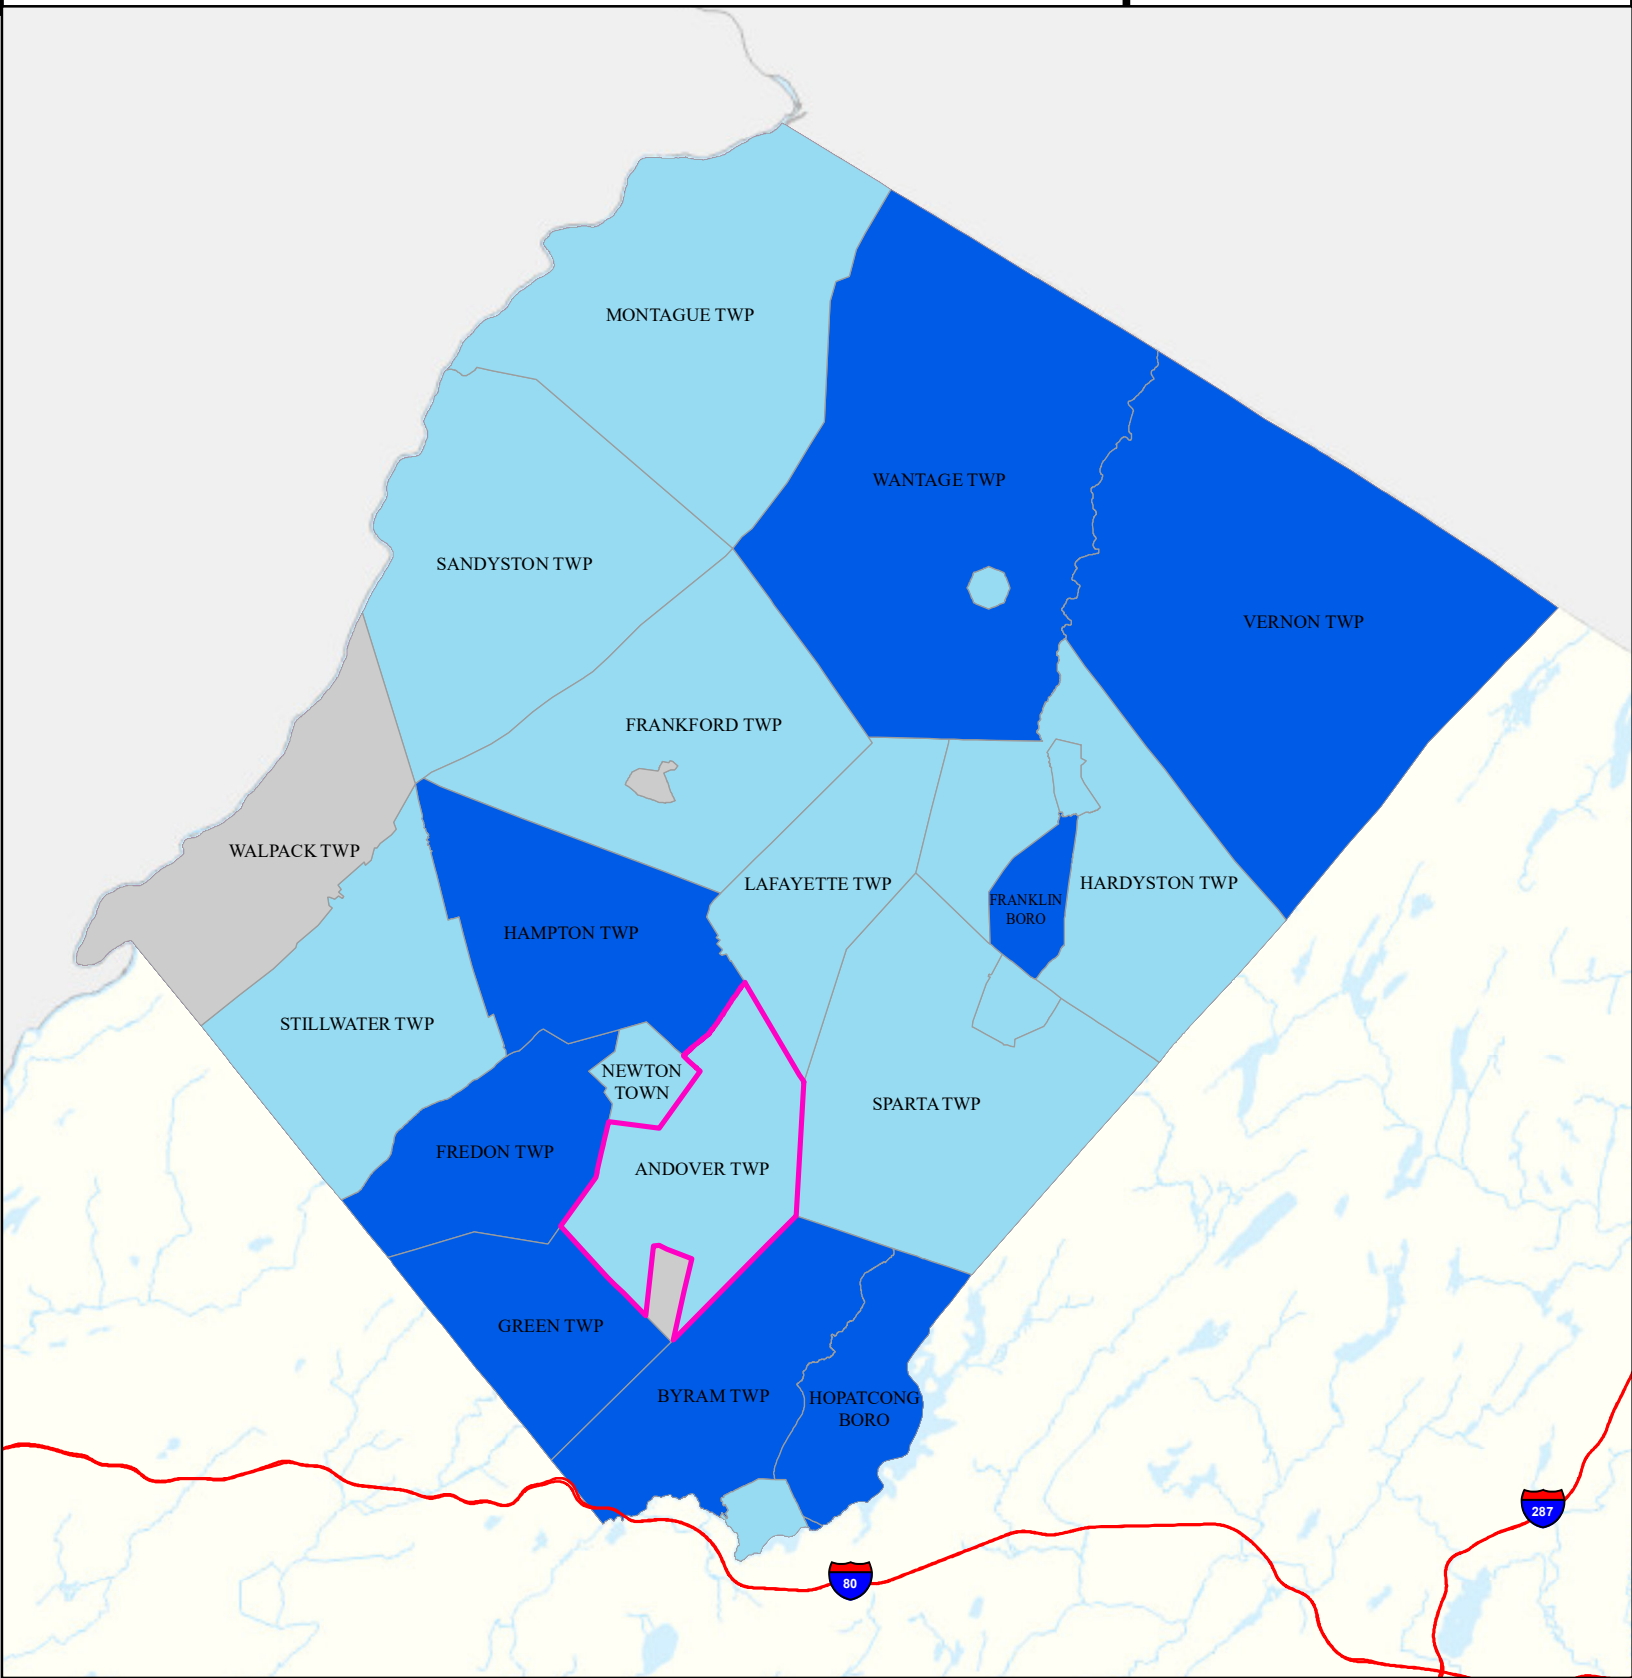 MONTAGUE TWP
WANTAGE TWP
SANDYSTON TWP
VERNON TWP
FRANKFORD TWP
WALPACK TWP
LAFAYETTE TWP
HARDYSTON TWP
FRANKLIN
BORO
HAMPTON TWP
STILLWATER TWP
NEWTON
TOWN
SPARTA TWP
FREDON TWP
ANDOVER TWP
GREEN TWP
BYRAM TWP
HOPATCONG
BORO
287
80